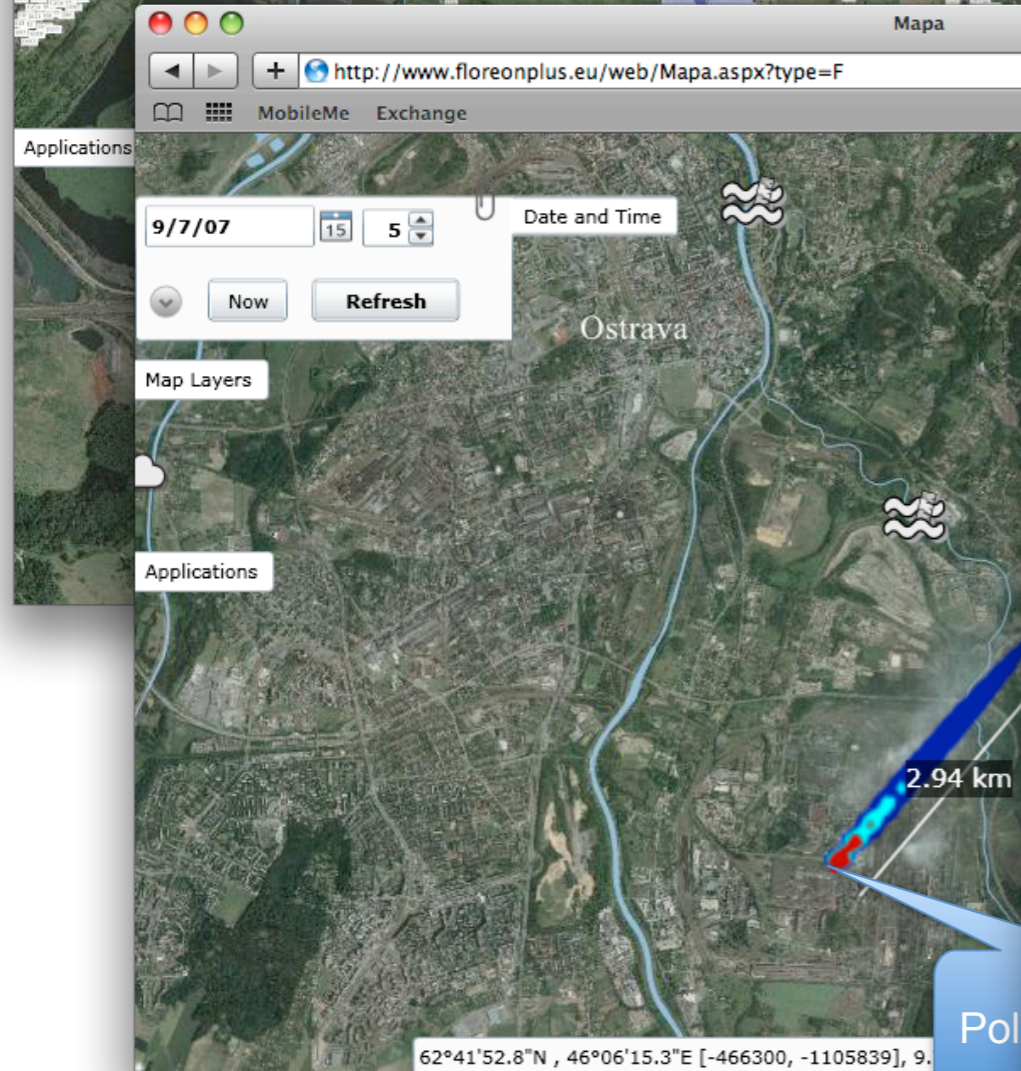 Mapa
http://www.floreonplus.eu/web/Mapa.aspx?type=F
MobileMe Exchange
Applications
9/7/07 15 5 Date and Time
Now Refresh
Ostrava
Map Layers
Applications
2.94 km
Pol
62°41'52.8"N , 46°06'15.3"E [-466300, -1105839], 9.